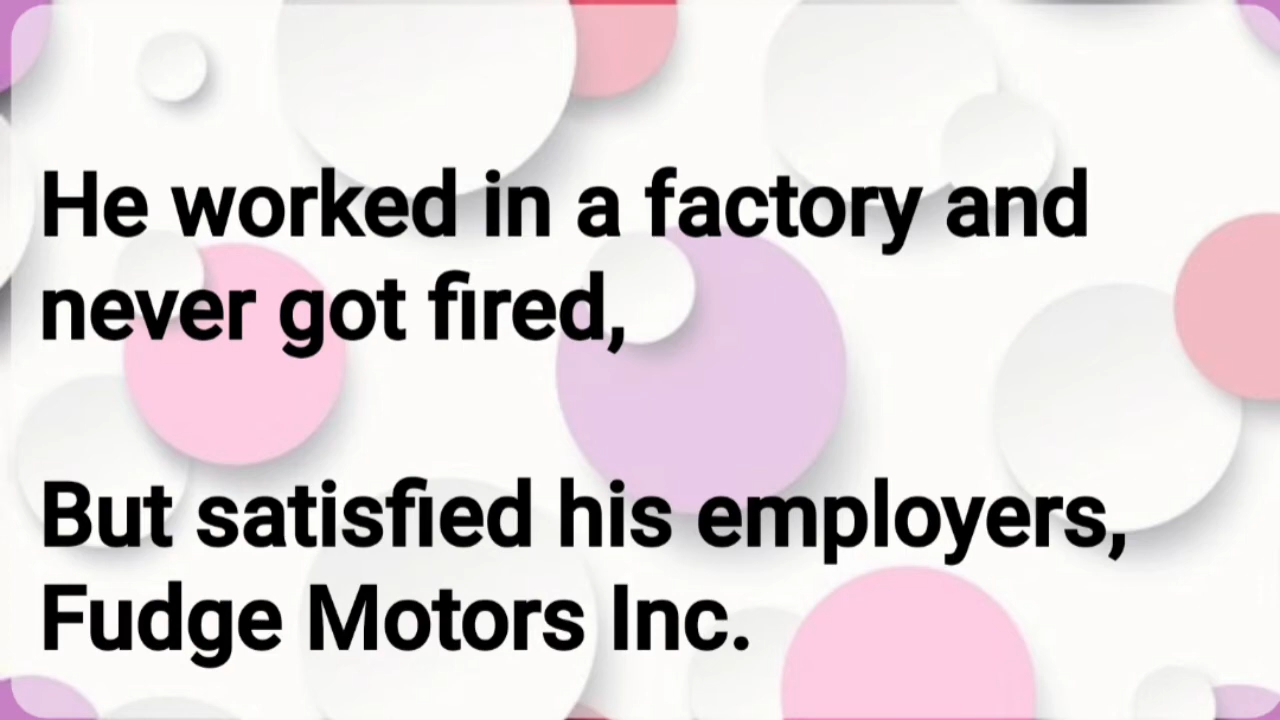 He worked in a factory and
never got fired,
But satisfied his employers,
Fudge Motors Inc.